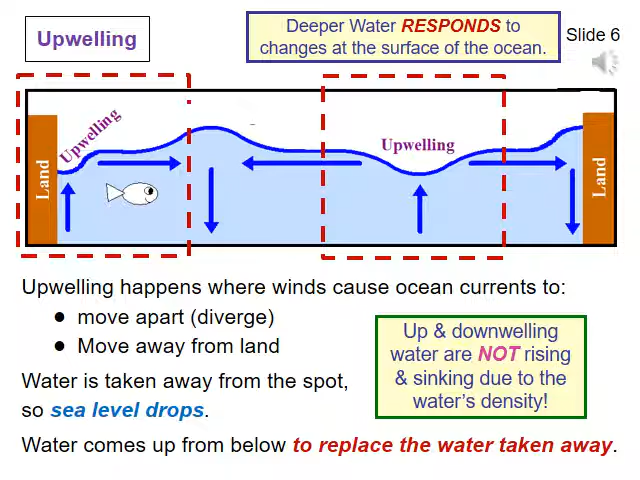 Upwelling
Deeper Water RESPONDS to
changes at the surface of the ocean.
Slide 6
Land
Upwelling
Upwelling
Land
Upwelling happens where winds cause ocean currents to:
● move apart (diverge)
● Move away from land
Water is taken away from the spot,
so sea level drops.
Up & downwelling
water are NOT rising
& sinking due to the
water's density!
Water comes up from below to replace the water taken away.